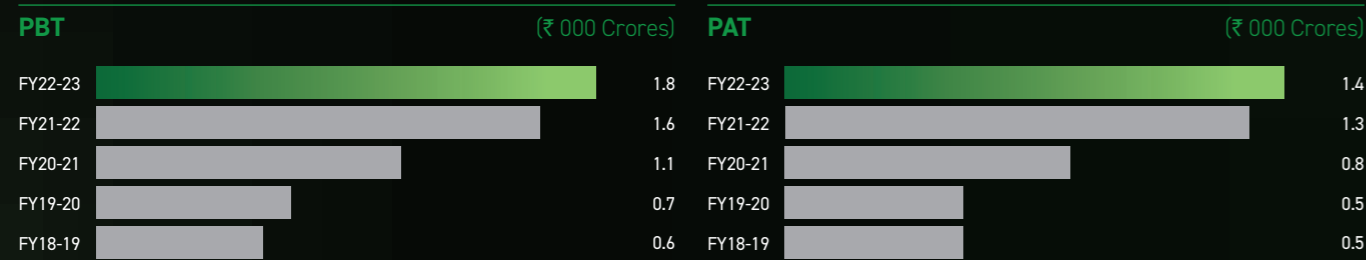 PBT (₹ 000 Crores)
FY22-23 1.8
FY21-22 1.6
FY20-21 1.1
FY19-20 0.7
FY18-19 0.6
PAT (₹ 000 Crores)
FY22-23 1.4
FY21-22 1.3
FY20-21 0.8
FY19-20 0.5
FY18-19 0.5